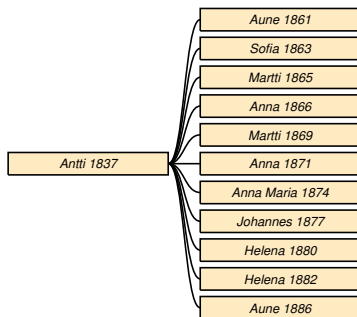 Aune 1861
Sofia 1863
Martti 1865
Anna 1866
Martti 1869
Antti 1837
Anna 1871
Anna Maria 1874
Johannes 1877
Helena 1880
Helena 1882
Aune 1886